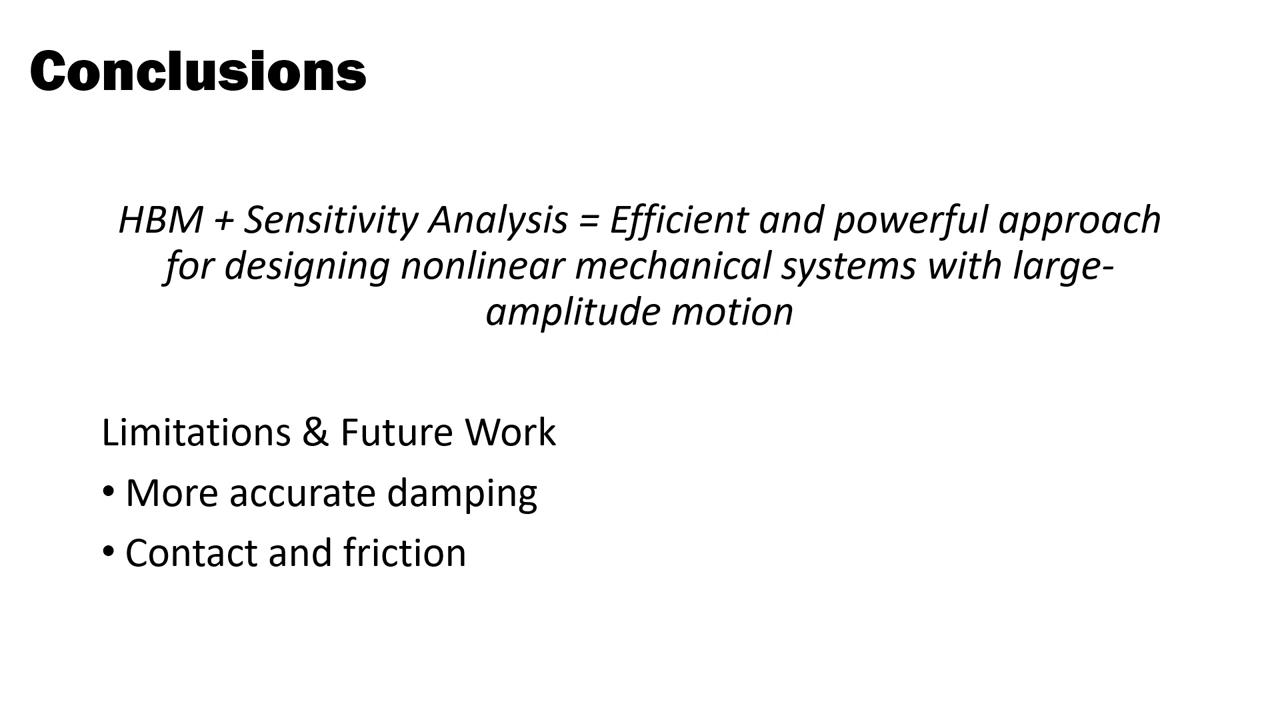 Conclusions
HBM + Sensitivity Analysis = Efficient and powerful approach
for designing nonlinear mechanical systems with large-
amplitude motion
Limitations & Future Work
• More accurate damping
• Contact and friction